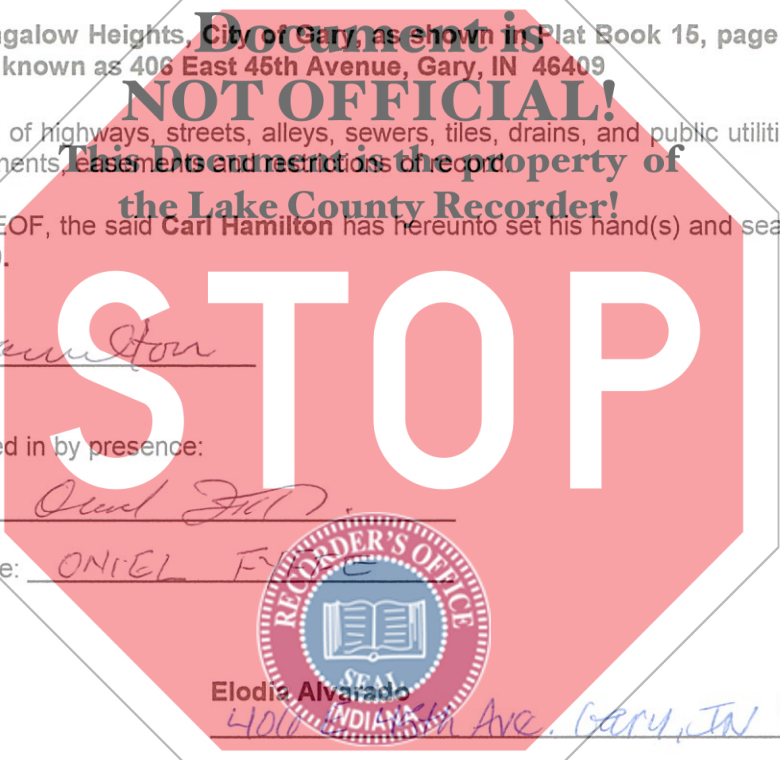 ngalow Heights, City of Gary, as shown in Plat Book 15, page
Document is
known as 406 East 45th Avenue, Gary, IN 46409
NOT OFFICIAL!
of highways, streets, alleys, sewers, tiles, drains, and public utiliti
ments, easements and restrictions of record.
This Document is the property of
the Lake County Recorder!
EOF, the said Carl Hamilton has hereunto set his hand(s) and sea
STOP
amilton
ed in by presence:
e: ONIEL
RECORDER'S OFFICE
SEAL
INDIANA
Elodia Alvarado
406 E 45th Ave. Gary, IN